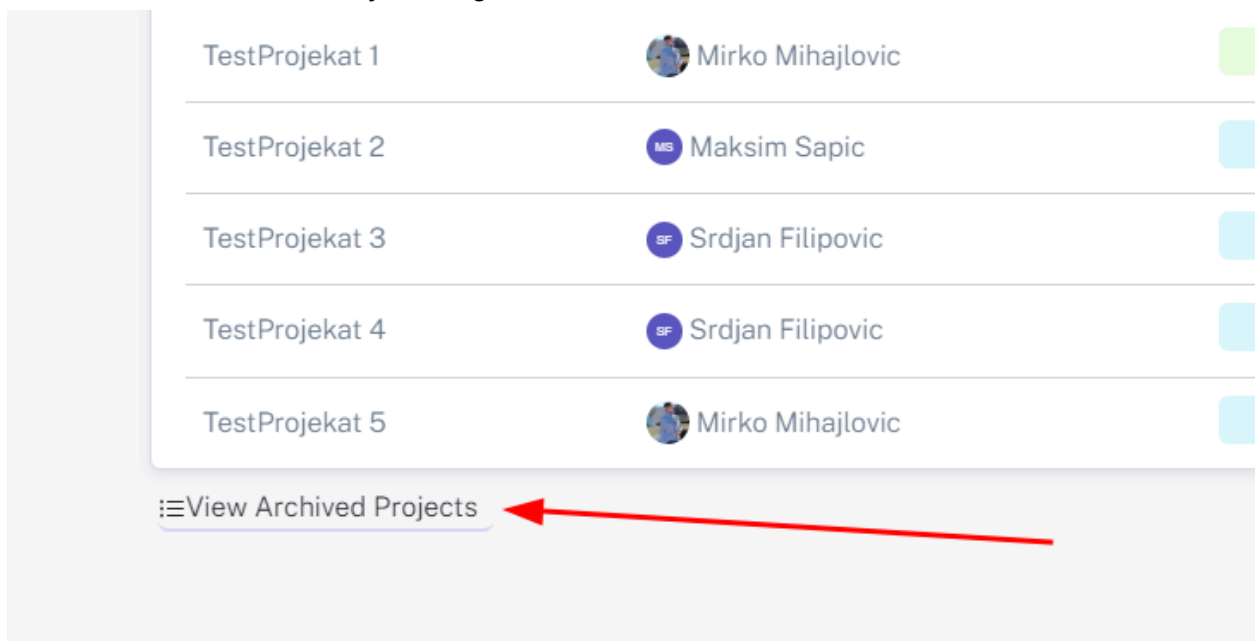 TestProjekat 1 Mirko Mihajlovic
TestProjekat 2 MS Maksim Sapic
TestProjekat 3 SF Srdjan Filipovic
TestProjekat 4 SF Srdjan Filipovic
TestProjekat 5 Mirko Mihajlovic
View Archived Projects